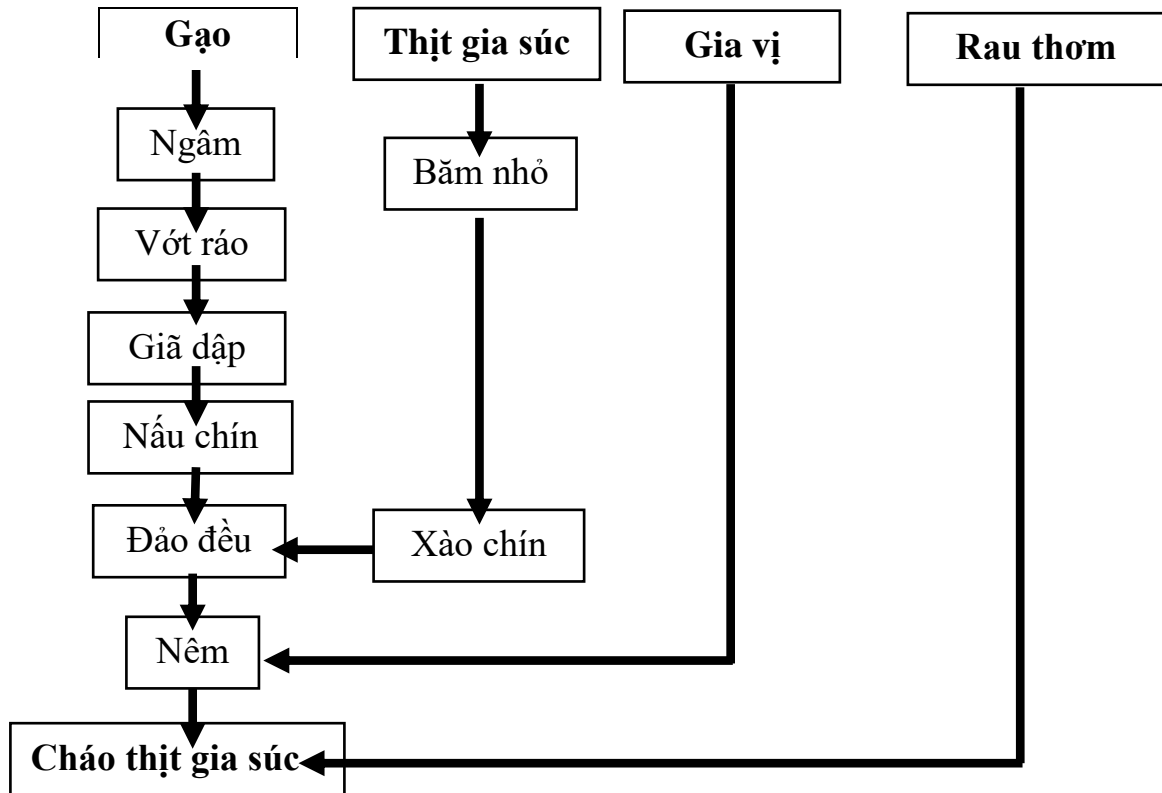 Gạo
Thịt gia súc
Gia vị
Rau thơm
Ngâm
Băm nhỏ
Vớt ráo
Giã dập
Nấu chín
Đảo đều
Xào chín
Nêm
Cháo thịt gia súc